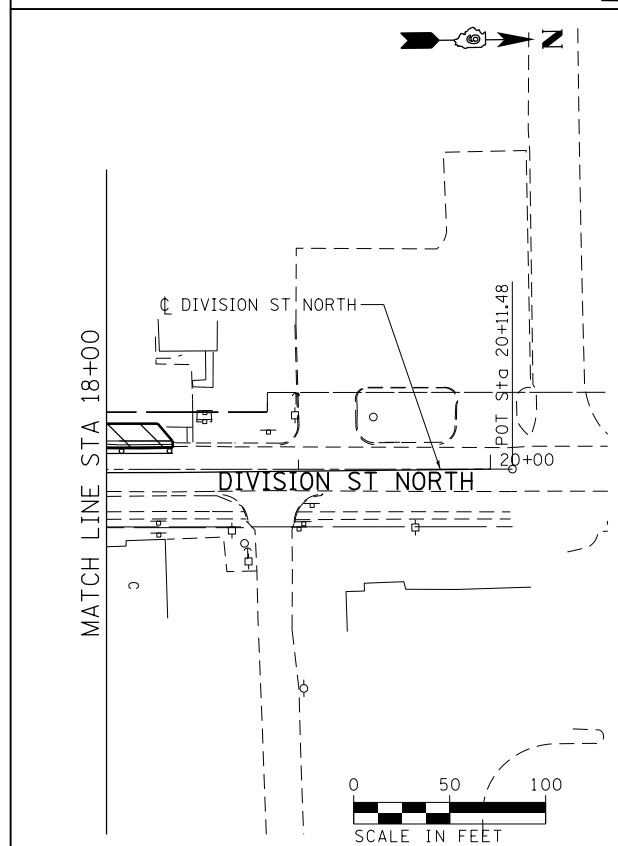 N
℄ DIVISION ST NORTH
POT Sta 20+11.48
MATCH LINE STA 18+00
20+00
DIVISION ST NORTH
C
0 50 100
SCALE IN FEET